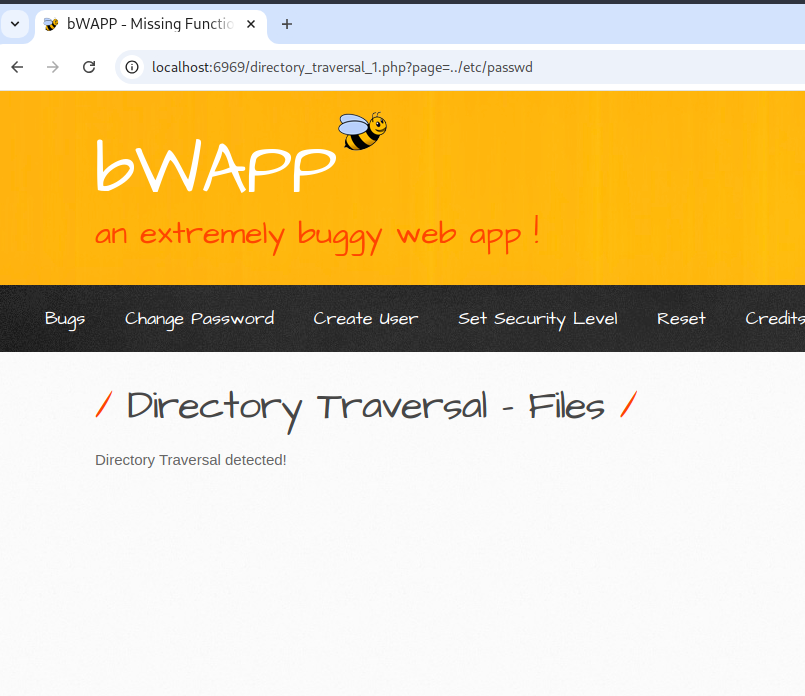 bWAPP - Missing Functio
localhost:6969/directory_traversal_1.php?page=../etc/passwd
bWAPP
an extremely buggy web app !
Bugs Change Password Create User Set Security Level Reset Credits
/ Directory Traversal - Files /
Directory Traversal detected!